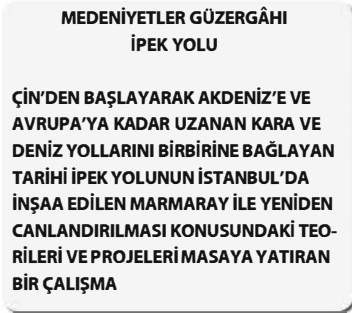 MEDENİYETLER GÜZERGÂHI
İPEK YOLU
ÇİN’DEN BAŞLAYARAK AKDENİZ’E VE
AVRUPA’YA KADAR UZANAN KARA VE
DENİZ YOLLARINI BİRBİRİNE BAĞLAYAN
TARİHİ İPEK YOLUNUN İSTANBUL’DA
İNŞAA EDİLEN MARMARAY İLE YENİDEN
CANLANDIRILMASI KONUSUNDAKİ TEO-
RİLERİ VE PROJELERİ MASAYA YATIRAN
BİR ÇALIŞMA